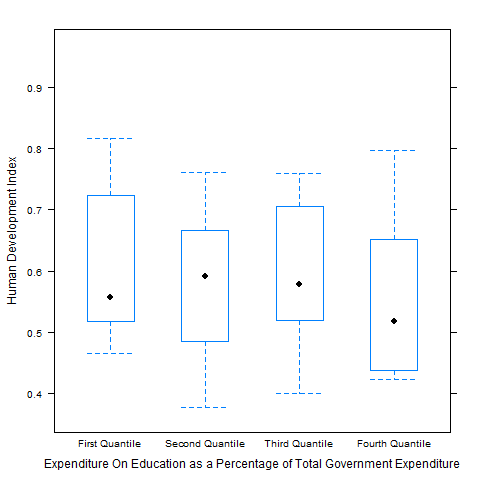 0.9
0.8
0.7
0.6
0.5
0.4
Human Development Index
First Quantile Second Quantile Third Quantile Fourth Quantile
Expenditure On Education as a Percentage of Total Government Expenditure